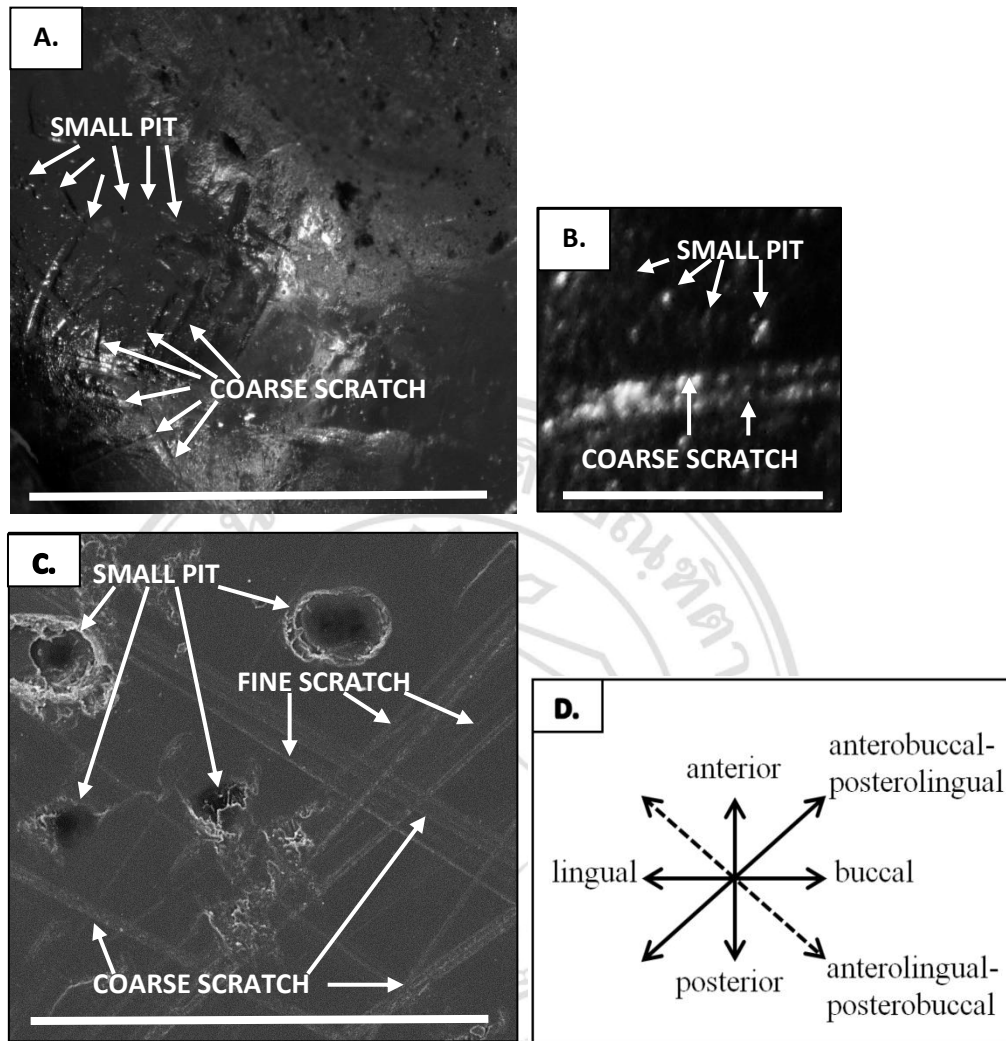 A.
SMALL PIT
COARSE SCRATCH
B.
SMALL PIT
COARSE SCRATCH
C.
SMALL PIT
FINE SCRATCH
COARSE SCRATCH
D.
anterior
anterobuccal-
posterolingual
lingual
buccal
posterior
anterolingual-
posterobuccal